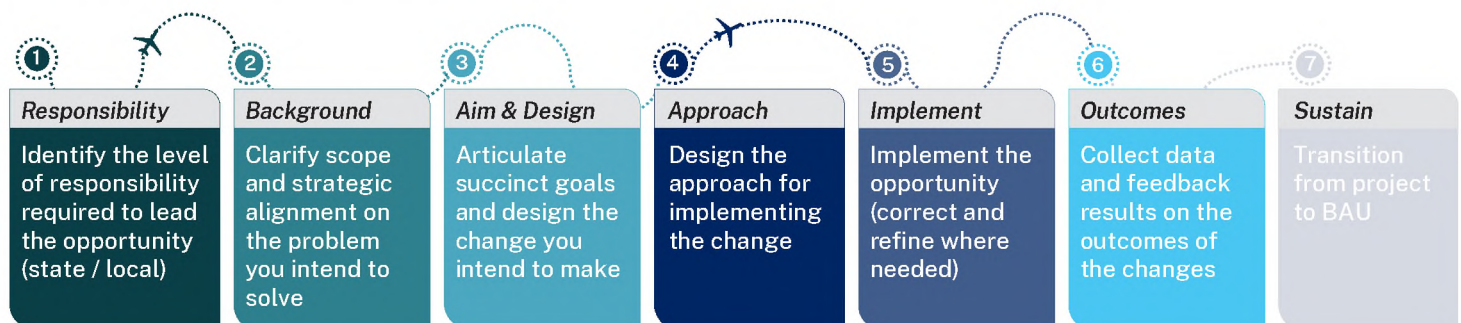 1
Responsibility
Identify the level
of responsibility
required to lead
the opportunity
(state / local)
2
Background
Clarify scope
and strategic
alignment on
the problem
you intend to
solve
3
Aim & Design
Articulate
succinct goals
and design the
change you
intend to make
4
Approach
Design the
approach for
implementing
the change
5
Implement
Implement the
opportunity
(correct and
refine where
needed)
6
Outcomes
Collect data
and feedback
results on the
outcomes of
the changes
7
Sustain
Transition
from project
to BAU